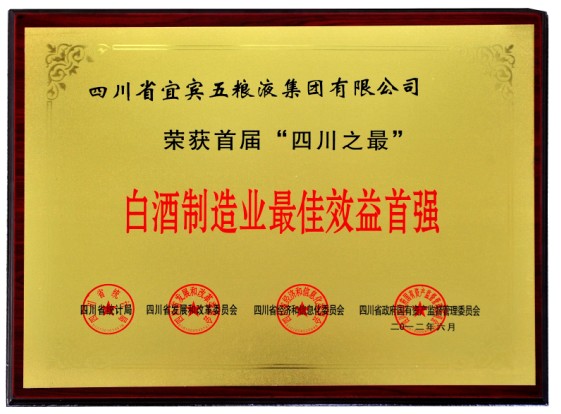 四川省宜宾五粮液集团有限公司
荣获首届“四川之最”
白酒制造业最佳效益首强
四川省统计局 四川省发展和改革委员会 四川省经济和信息化委员会 四川省政府国有资产监督管理委员会
二〇一二年六月